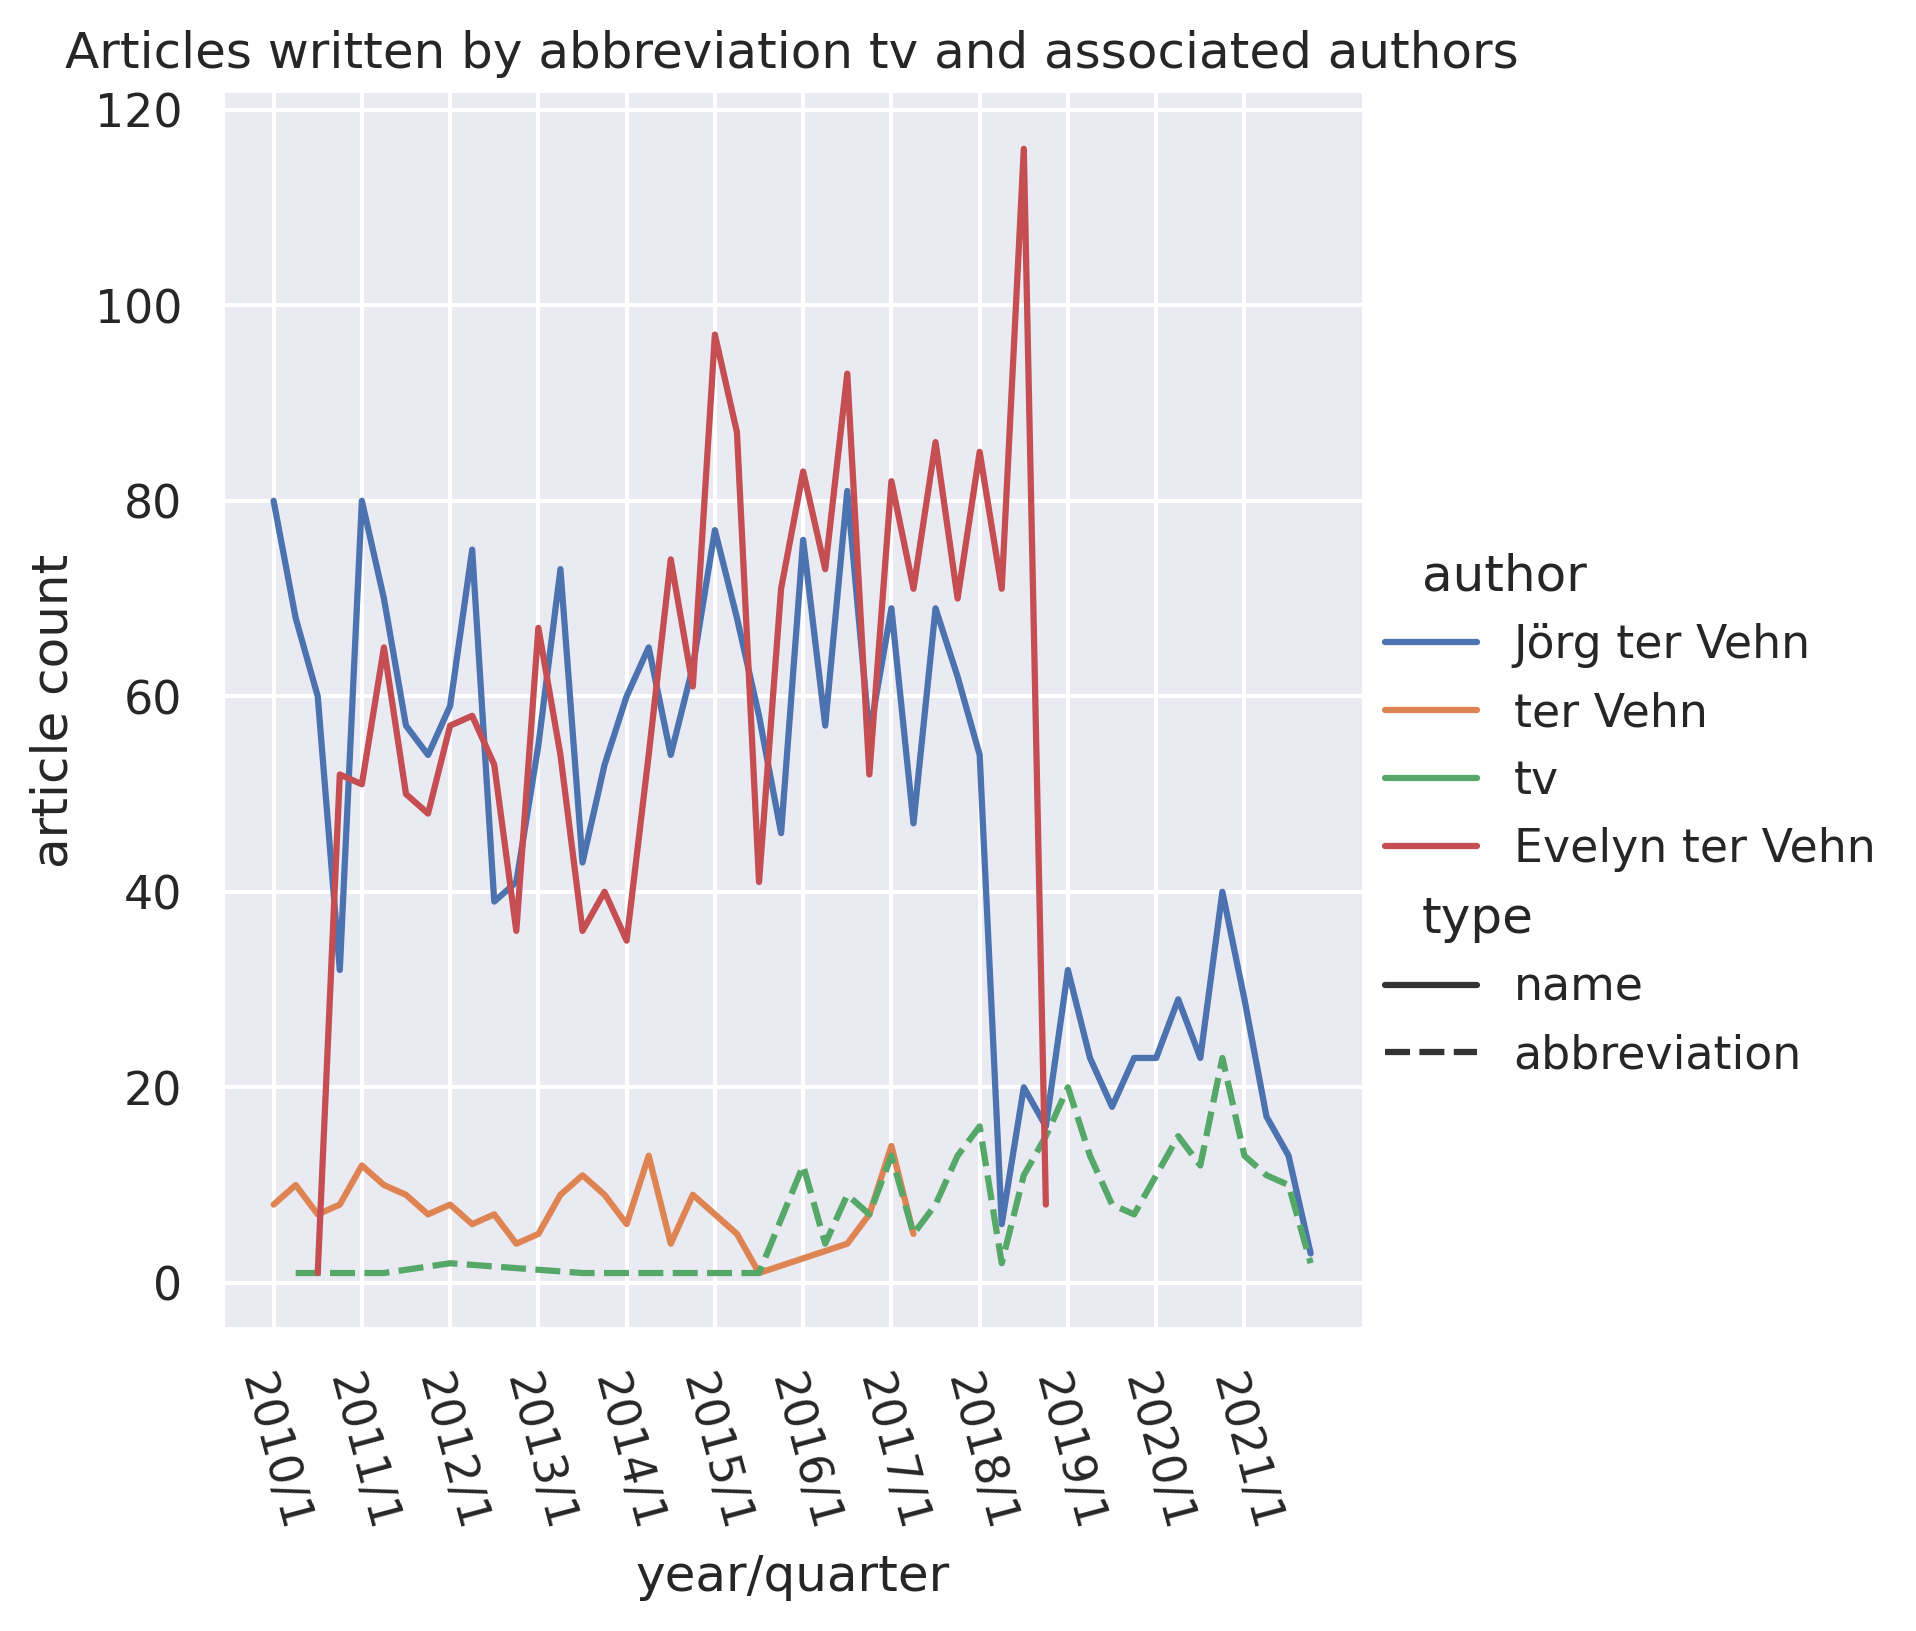 Articles written by abbreviation tv and associated authors
120
100
80
60
40
20
0
article count
2010/1
2011/1
2012/1
2013/1
2014/1
2015/1
2016/1
2017/1
2018/1
2019/1
2020/1
2021/1
year/quarter
author
Jörg ter Vehn
ter Vehn
tv
Evelyn ter Vehn
type
name
abbreviation